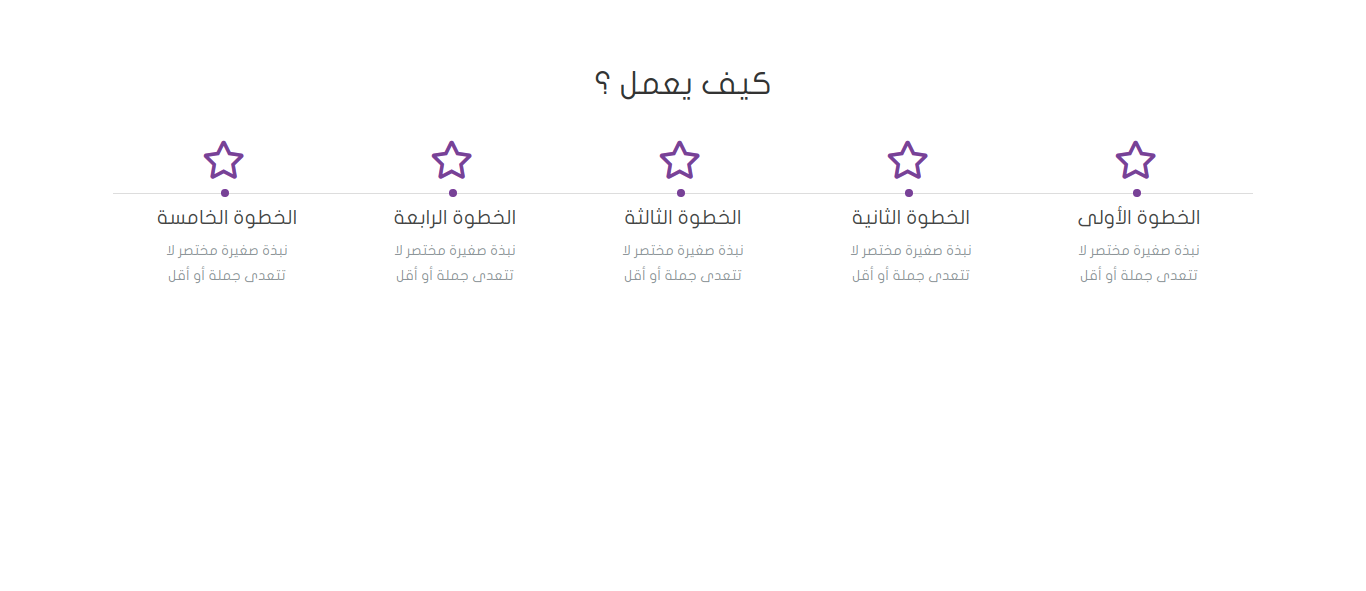 كيف يعمل ؟
الخطوة الأولى
نبذة صغيرة مختصر لا
تتعدى جملة أو أقل
الخطوة الثانية
نبذة صغيرة مختصر لا
تتعدى جملة أو أقل
الخطوة الثالثة
نبذة صغيرة مختصر لا
تتعدى جملة أو أقل
الخطوة الرابعة
نبذة صغيرة مختصر لا
تتعدى جملة أو أقل
الخطوة الخامسة
نبذة صغيرة مختصر لا
تتعدى جملة أو أقل